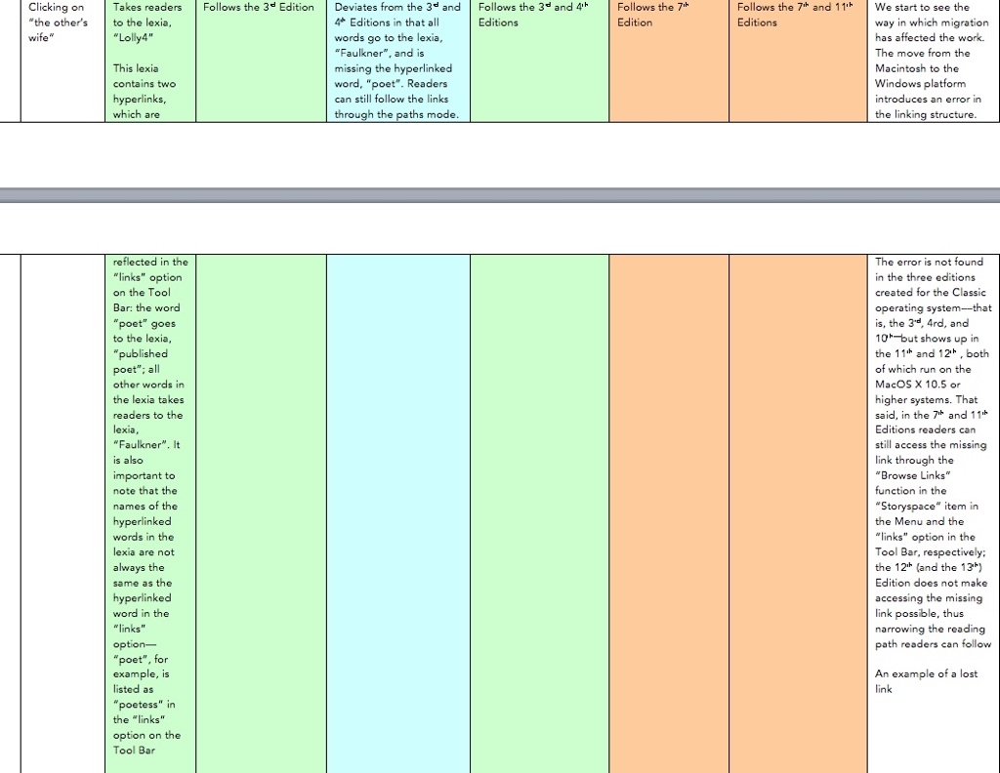 Clicking on
“the other’s
wife”
Takes readers
to the lexia,
“Lolly4”
This lexia
contains two
hyperlinks,
which are
Follows the 3rd Edition
Deviates from the 3rd and
4th Editions in that all
words go to the lexia,
“Faulkner”, and is
missing the hyperlinked
word, “poet”. Readers
can still follow the links
through the paths mode.
Follows the 3rd and 4th
Editions
Follows the 7th
Edition
Follows the 7th and 11th
Editions
We start to see the
way in which migration
has affected the work.
The move from the
Macintosh to the
Windows platform
introduces an error in
the linking structure.
reflected in the
“links” option
on the Tool
Bar: the word
“poet” goes
to the lexia,
“published
poet”; all
other words in
the lexia takes
readers to the
lexia,
“Faulkner”. It
is also
important to
note that the
names of the
hyperlinked
words in the
lexia are not
always the
same as the
hyperlinked
word in the
“links”
option—
“poet”, for
example, is
listed as
“poetess” in
the “links”
option on the
Tool Bar
The error is not found
in the three editions
created for the Classic
operating system—that
is, the 3rd, 4rd, and
10th—but shows up in
the 11th and 12th , both
of which run on the
MacOS X 10.5 or
higher systems. That
said, in the 7th and 11th
Editions readers can
still access the missing
link through the
“Browse Links”
function in the
“Storyspace” item in
the Menu and the
“links” option in the
Tool Bar, respectively;
the 12th (and the 13th)
Edition does not make
accessing the missing
link possible, thus
narrowing the reading
path readers can follow
An example of a lost
link